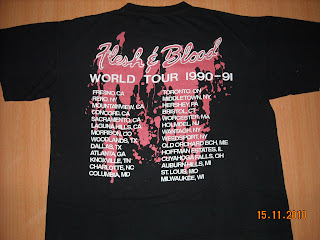 Flesh & Blood
WORLD TOUR 1990-91
FRESNO, CA
RENO, NV
MOUNTAINVIEW, CA
CONCORD, CA
SACRAMENTO, CA
LAGUNA HILLS, CA
MORRISON, CO
WOODLANDS, TX
DALLAS, TX
ATLANTA, GA
KNOXVILLE, TN
CHARLOTTE, NC
COLUMBIA, MD
TORONTO, ON
MIDDLETOWN, NY
HERSHEY, PA
BRISTOL, CT
WORCESTER, MA
HOLMDEL, NJ
WANTAGH, NY
WEEDSPORT, NY
OLD ORCHARD BCH, ME
HOFFMAN ESTATES, IL
CUYAHOGA FALLS, OH
AUBURN HILLS, MI
ST. LOUIS, MO
MILWAUKEE, WI
15.11.2011